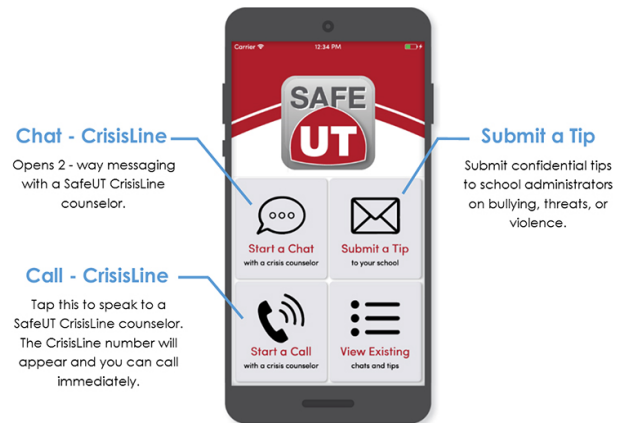 Carrier 12:34 PM
SAFE
UT
Chat - CrisisLine
Opens 2 - way messaging
with a SafeUT CrisisLine
counselor.
Call - CrisisLine
Tap this to speak to a
SafeUT CrisisLine counselor.
The CrisisLine number will
appear and you can call
immediately.
Start a Chat
with a crisis counselor
Submit a Tip
to your school
Start a Call
with a crisis counselor
View Existing
chats and tips
Submit a Tip
Submit confidential tips
to school administrators
on bullying, threats, or
violence.